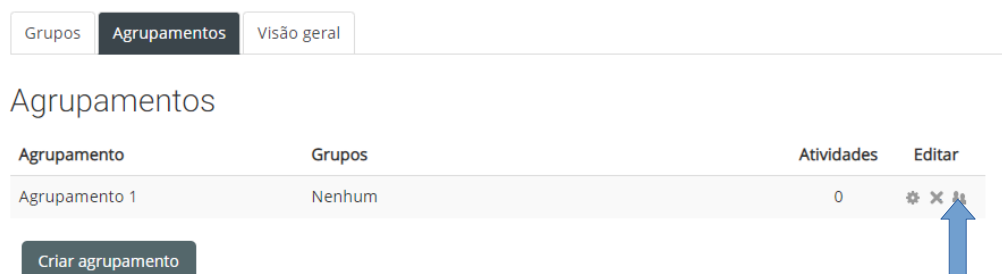 Grupos Agrupamentos Visão geral
Agrupamentos
Agrupamento Grupos Atividades Editar
Agrupamento 1 Nenhum 0
Criar agrupamento